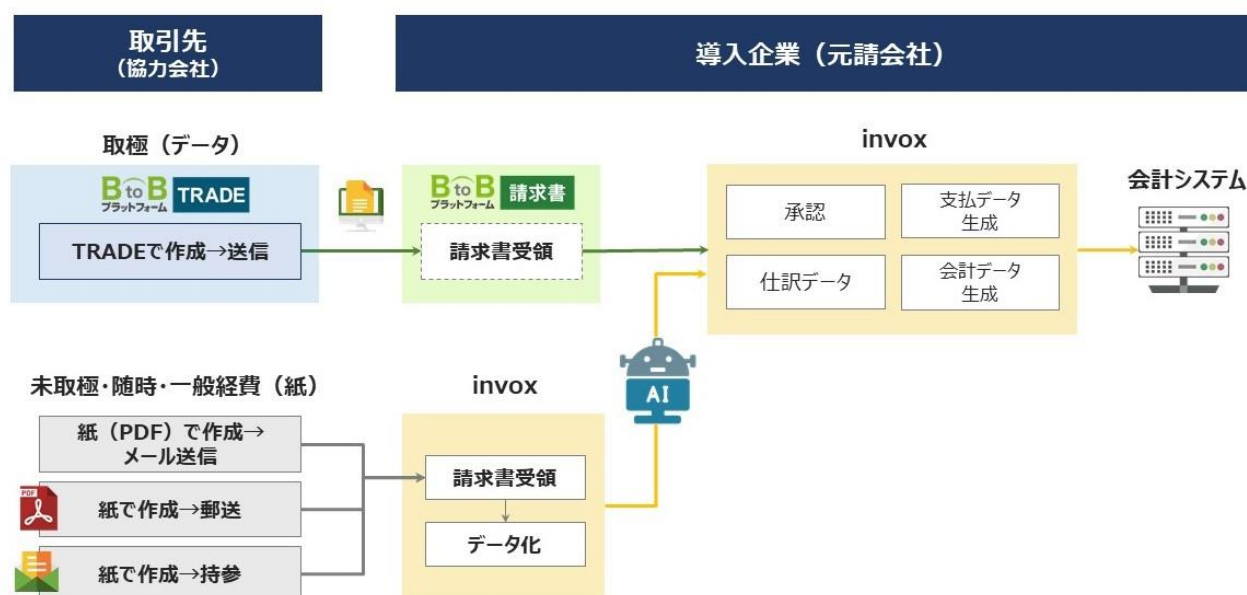 取引先
（協力会社）
導入企業（元請会社）
取極（データ）
BtoB
プラットフォーム
TRADE
TRADEで作成→送信
BtoB
プラットフォーム
請求書
請求書受領
invox
承認
支払データ
生成
仕訳データ
会計データ
生成
会計システム
未取極・随時・一般経費（紙）
紙（PDF）で作成→
メール送信
PDF
紙で作成→郵送
紙で作成→持参
invox
請求書受領
データ化
AI